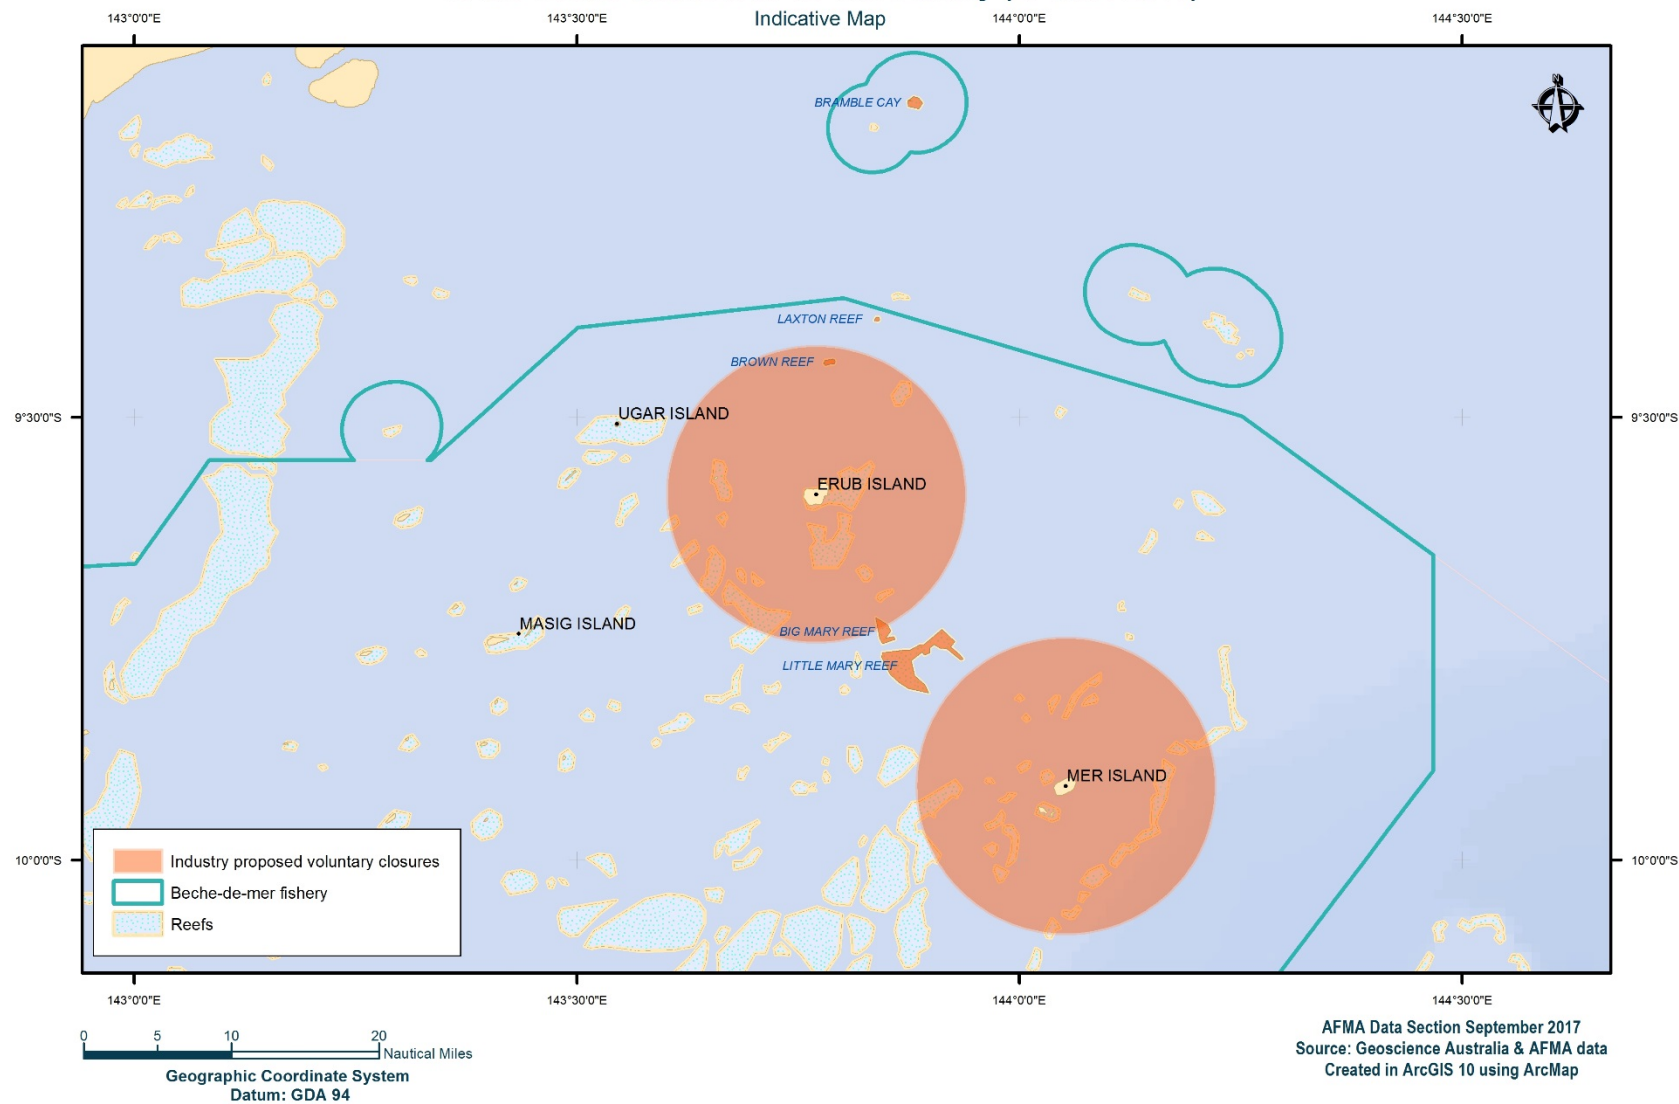 Indicative Map
143°0'0"E
143°30'0"E
144°0'0"E
144°30'0"E
N
BRAMBLE CAY
LAXTON REEF
BROWN REEF
9°30'0"S
9°30'0"S
UGAR ISLAND
ERUB ISLAND
MASIG ISLAND
BIG MARY REEF
LITTLE MARY REEF
MER ISLAND
10°0'0"S
10°0'0"S
Industry proposed voluntary closures
Beche-de-mer fishery
Reefs
143°0'0"E
143°30'0"E
144°0'0"E
144°30'0"E
0 5 10 20
Nautical Miles
Geographic Coordinate System
Datum: GDA 94
AFMA Data Section September 2017
Source: Geoscience Australia & AFMA data
Created in ArcGIS 10 using ArcMap